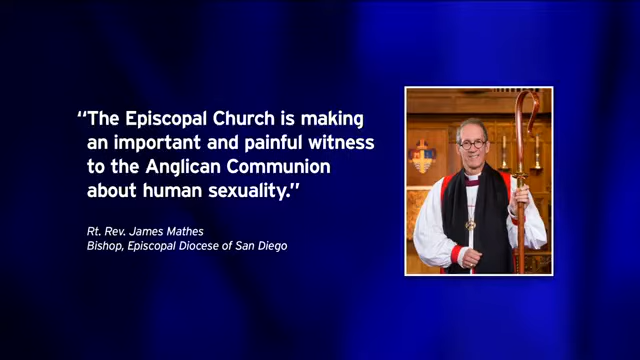 “The Episcopal Church is making
an important and painful witness
to the Anglican Communion
about human sexuality.”
Rt. Rev. James Mathes
Bishop, Episcopal Diocese of San Diego